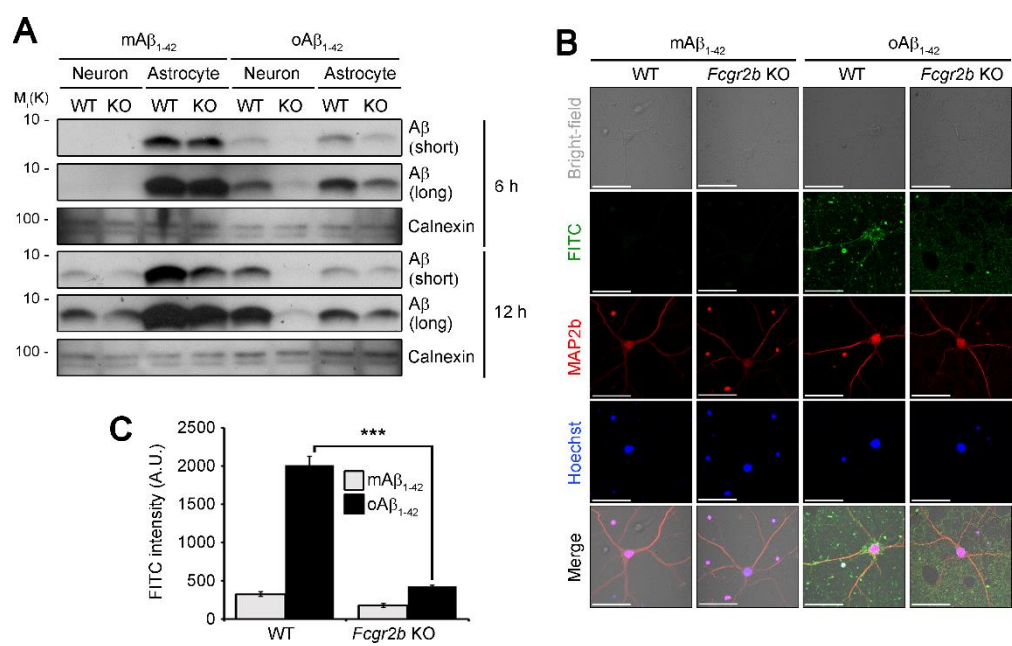 A
mAβ1-42 oAβ1-42
Neuron Astrocyte Neuron Astrocyte
Mr(K) WT KO WT KO WT KO WT KO
10 - Aβ (short)
10 - Aβ (long)
6 h
100 - Calnexin
10 - Aβ (short)
10 - Aβ (long)
12 h
100 - Calnexin
B
mAβ1-42 oAβ1-42
WT Fcgr2b KO WT Fcgr2b KO
Bright-field
FITC
MAP2b
Hoechst
Merge
C
FITC intensity (A.U.)
2500
2000
1500
1000
500
0
***
mAβ1-42
oAβ1-42
WT Fcgr2b KO